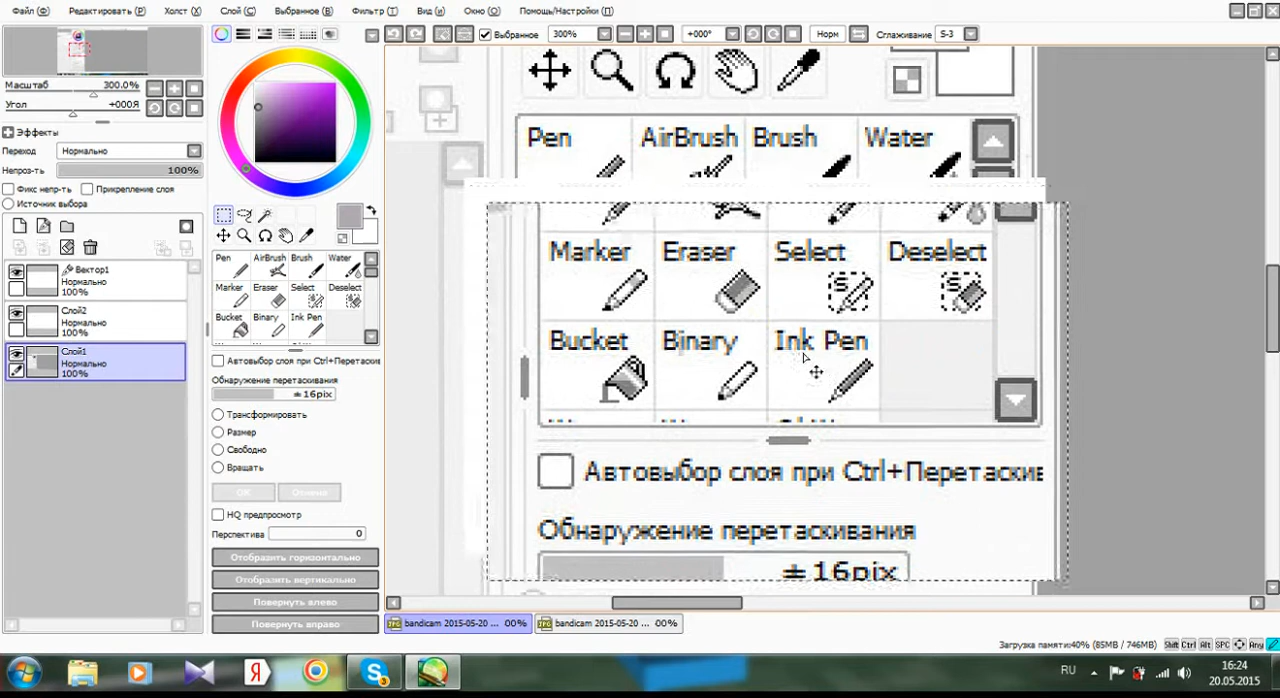 Файл (F) Редактировать (P) Холст (X) Слой (C) Выбранное (B) Фильтр (T) Вид (и) Окно (O) Помощь/Настройки (П)
Выбранное 300% +000° Норм Сглаживание S-3
Масштаб 300.0%
Угол +000Я
Эффекты
Переход Нормально
Непроз-ть 100%
Фикс непр-ть Прикрепление слоя
Источник выбора
Вектор1
Нормально
100%
Слой2
Нормально
100%
Слой1
Нормально
100%
Pen AirBrush Brush Water
Marker Eraser Select Deselect
Bucket Binary Ink Pen
Автовыбор слоя при Ctrl+Перетаскив
Обнаружение перетаскивания
±16pix
Трансформировать
Размер
Свободно
Вращать
ОК Отмена
HQ предпросмотр
Перспектива 0
Отобразить горизонтально
Отобразить вертикально
Повернуть влево
Повернуть вправо
Pen AirBrush Brush Water
Marker Eraser Select Deselect
Bucket Binary Ink Pen
Автовыбор слоя при Ctrl+Перетаскив
Обнаружение перетаскивания
±16pix
bandicam 2015-05-20 ... 00% bandicam 2015-05-20 ... 00%
Загрузка памяти:40% (85MB / 746MB) Shift Ctrl Alt SPC Any
RU 16:24
20.05.2015